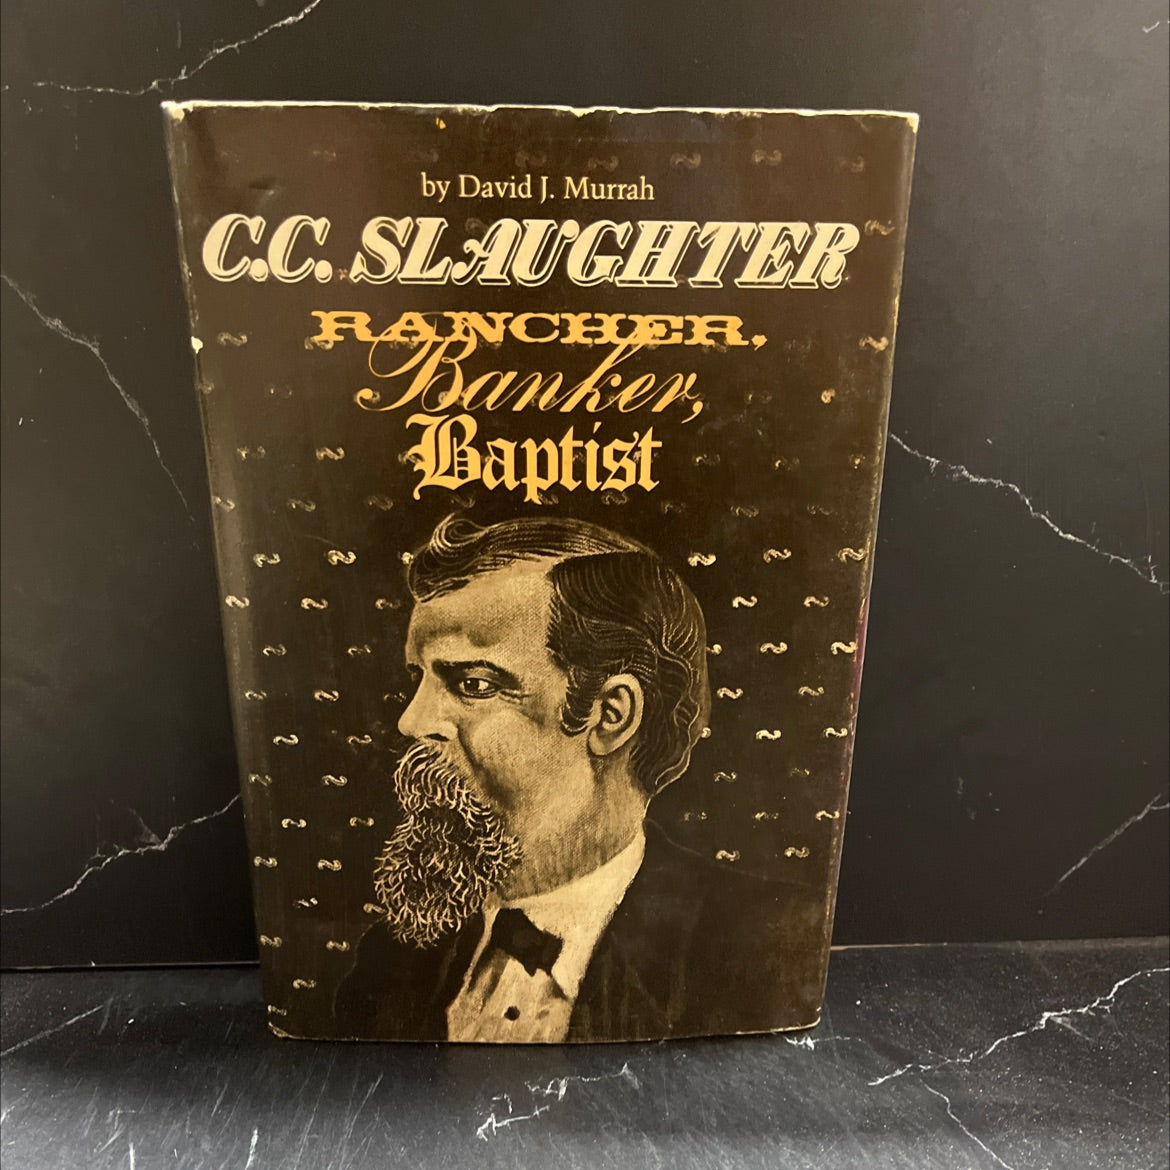 by David J. Murrah
C.C. SLAUGHTER
RANCHER,
Banker,
Baptist